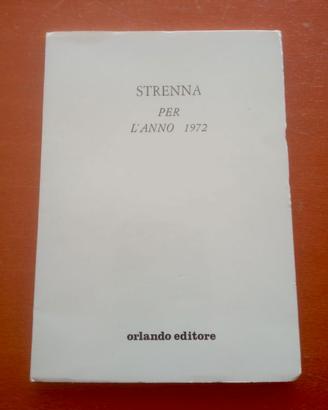 STRENNA
PER
L'ANNO 1972
orlando editore